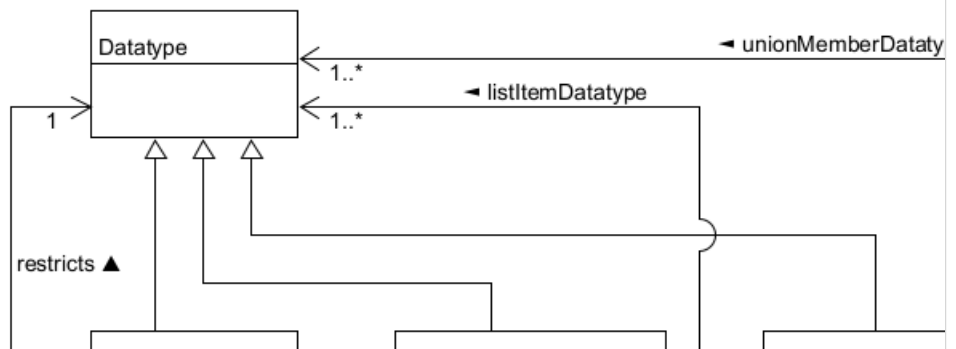 Datatype
◄ unionMemberDataty
1..*
◄ listItemDatatype
1
1..*
restricts ▲